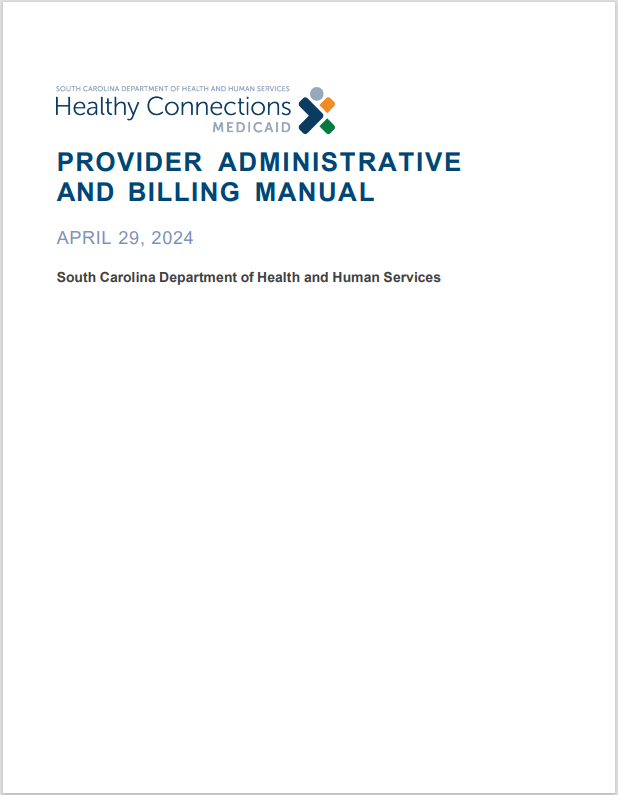 SOUTH CAROLINA DEPARTMENT OF HEALTH AND HUMAN SERVICES
Healthy Connections
MEDICAID
PROVIDER ADMINISTRATIVE
AND BILLING MANUAL
APRIL 29, 2024
South Carolina Department of Health and Human Services